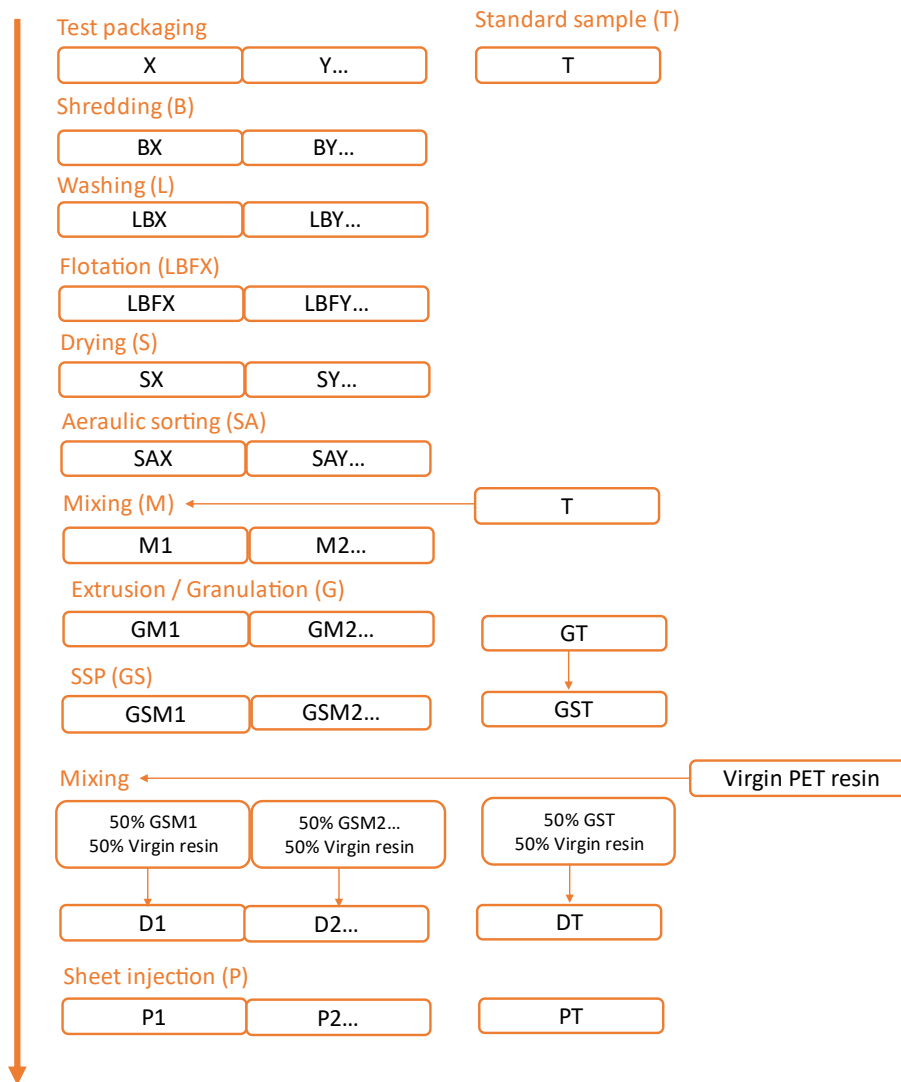 Test packaging
Standard sample (T)
X
Y...
T
Shredding (B)
BX
BY...
Washing (L)
LBX
LBY...
Flotation (LBFX)
LBFX
LBFY...
Drying (S)
SX
SY...
Aeraulic sorting (SA)
SAX
SAY...
Mixing (M)
T
M1
M2...
Extrusion / Granulation (G)
GM1
GM2...
GT
SSP (GS)
GSM1
GSM2...
GST
Mixing
Virgin PET resin
50% GSM1
50% Virgin resin
50% GSM2...
50% Virgin resin
50% GST
50% Virgin resin
D1
D2...
DT
Sheet injection (P)
P1
P2...
PT